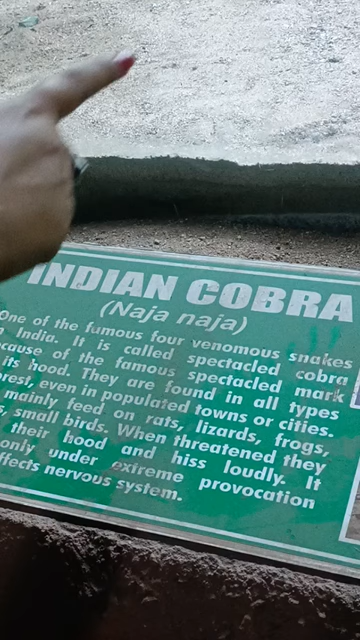 INDIAN COBRA
(Naja naja)
One of the famous four venomous snakes
India. It is called spectacled cobra
of the famous spectacled mark
its hood. They are found in all types
even in populated towns or cities.
mainly feed on rats, lizards, frogs,
small birds. When threatened they
their hood and hiss loudly. It
only under extreme provocation
nervous system.